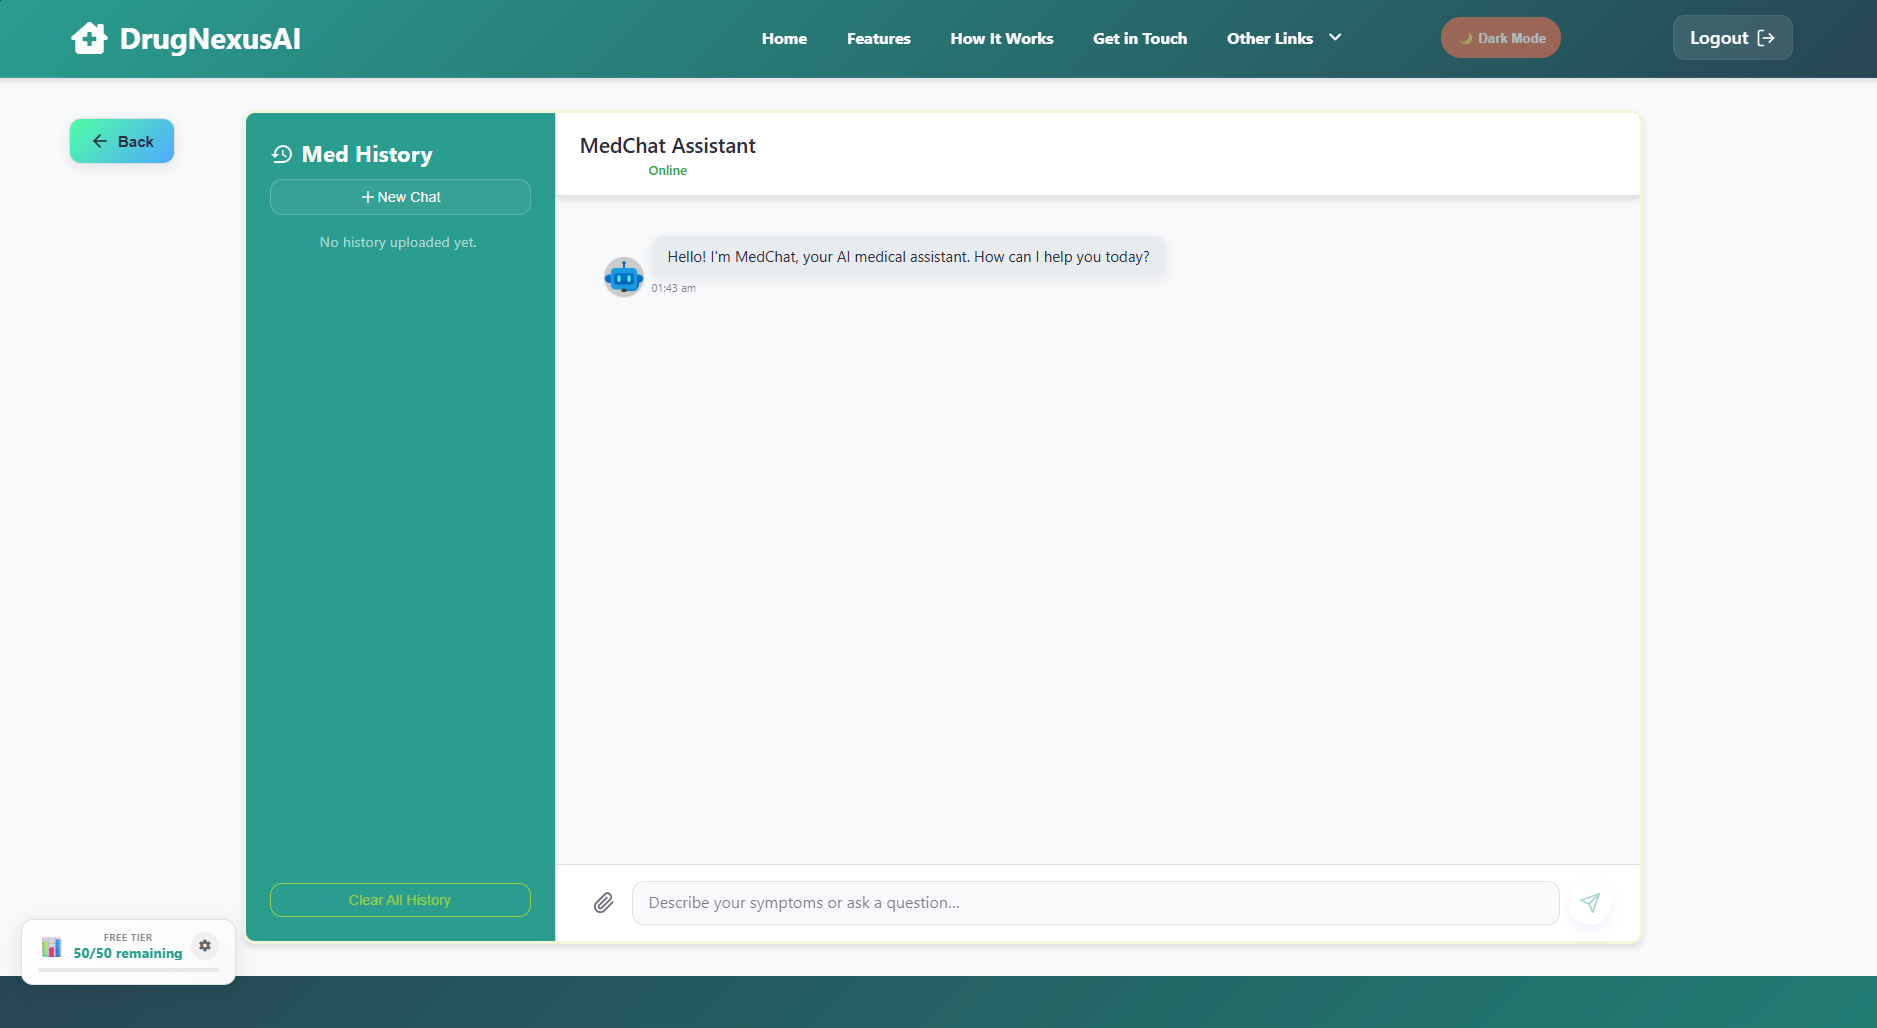 DrugNexusAI
Home
Features
How It Works
Get in Touch
Other Links
Dark Mode
Logout
Back
Med History
+ New Chat
No history uploaded yet.
Clear All History
MedChat Assistant
Online
Hello! I'm MedChat, your AI medical assistant. How can I help you today?
01:43 am
Describe your symptoms or ask a question...
FREE TIER
50/50 remaining